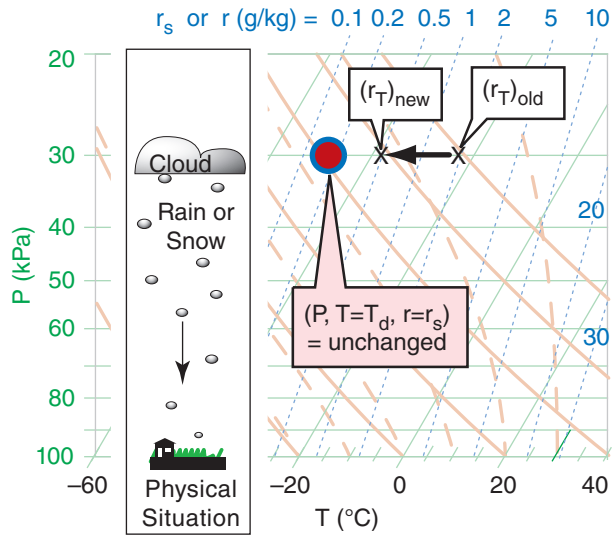 r_s or r (g/kg) = 0.1 0.2 0.5 1 2 5 10
20
30
40
50
60
80
100
P (kPa)
Cloud
Rain or
Snow
(r_T)_new
(r_T)_old
20
30
(P, T=T_d, r=r_s)
= unchanged
−60
−20
0
20
40
T (°C)
Physical
Situation